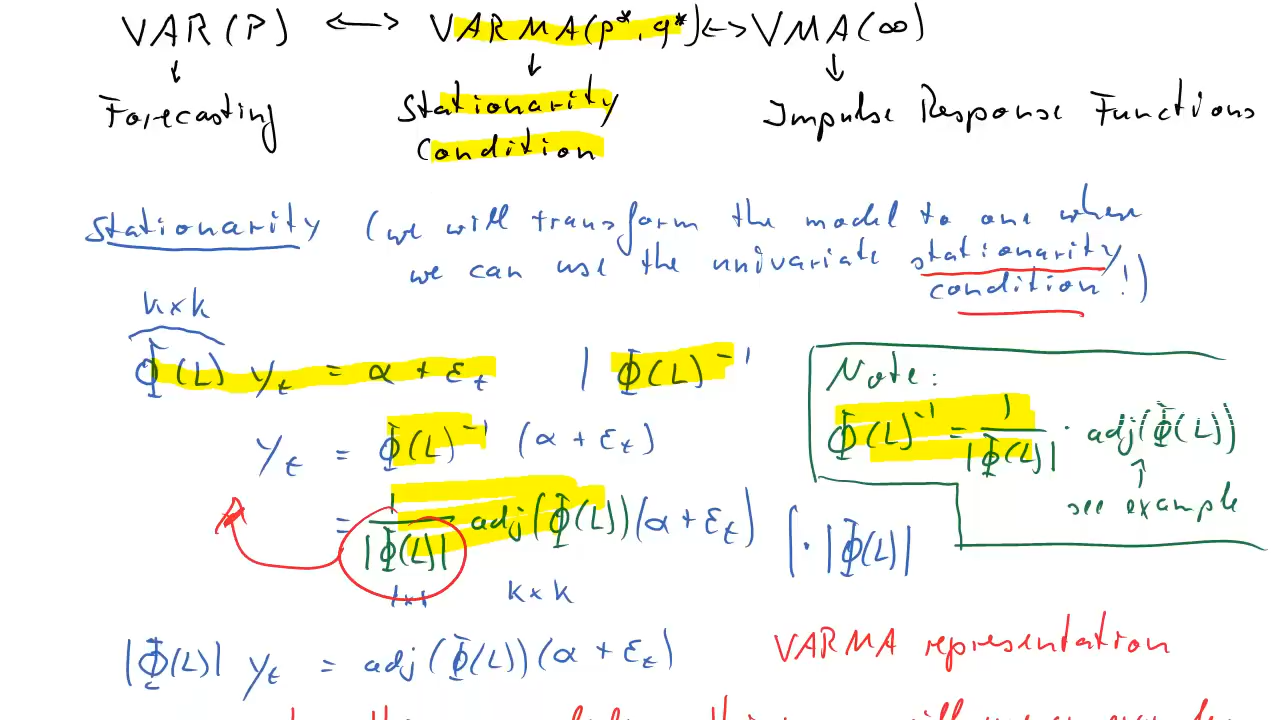 VAR(P) <-> VARMA(p*, q*) <-> VMA(∞)
↓ ↓ ↓
Forecasting Stationarity Condition Impulse Response Functions
Stationarity (we will transform the model to one where
we can use the univariate stationarity
condition!)
k×k
Φ(L) y_t = α + ε_t | Φ(L)⁻¹
y_t = Φ(L)⁻¹ (α + ε_t)
= 1/|Φ(L)| adj(Φ(L))(α + ε_t) | · |Φ(L)|
1×1 k×k
Note:
Φ(L)⁻¹ = 1/|Φ(L)| · adj(Φ(L))
↑
see example
|Φ(L)| y_t = adj(Φ(L))(α + ε_t)
VARMA representation